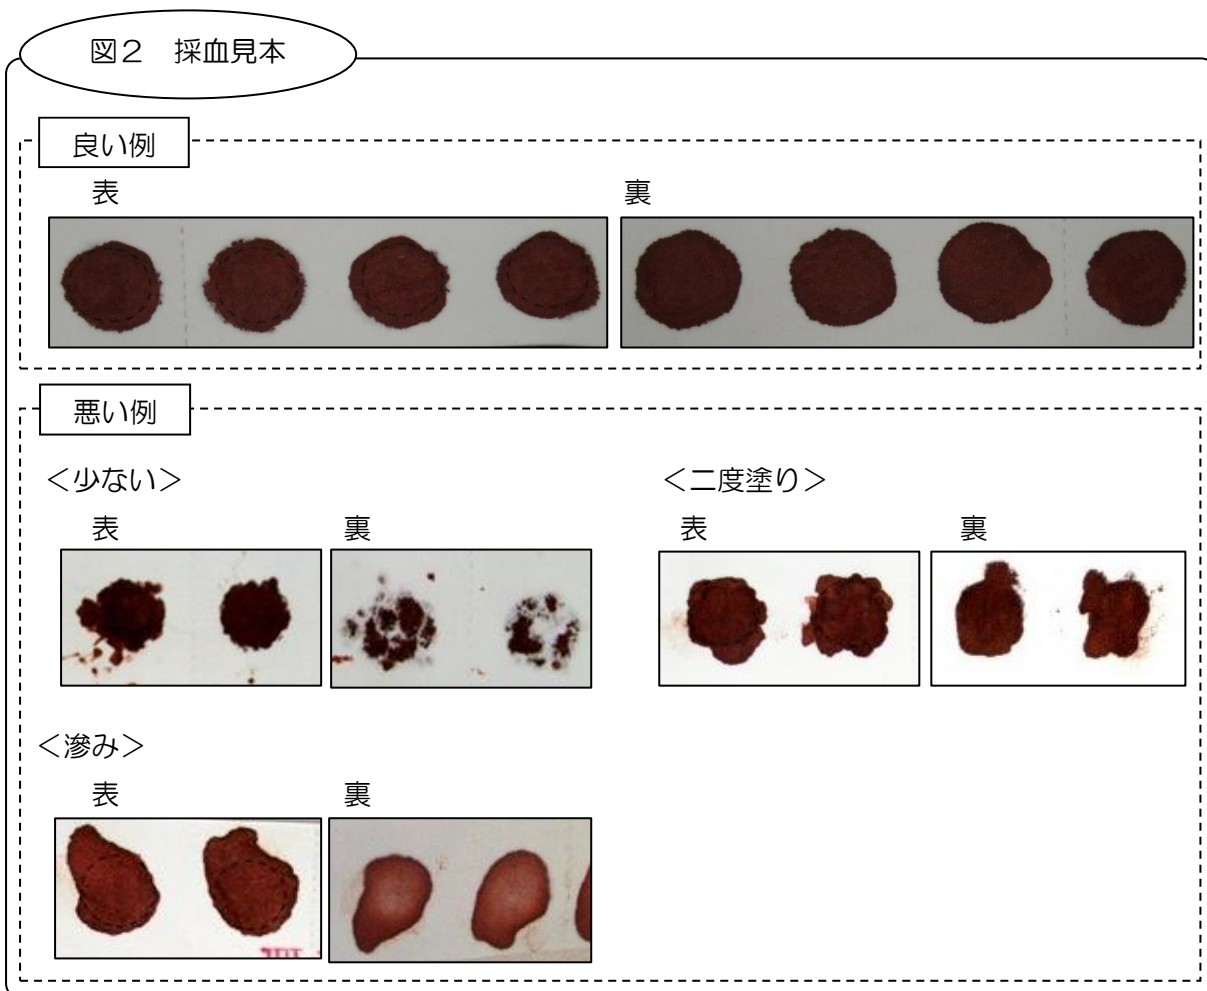 図2 採血見本
良い例
表 裏
悪い例
＜少ない＞ ＜二度塗り＞
表 裏 表 裏
＜滲み＞
表 裏